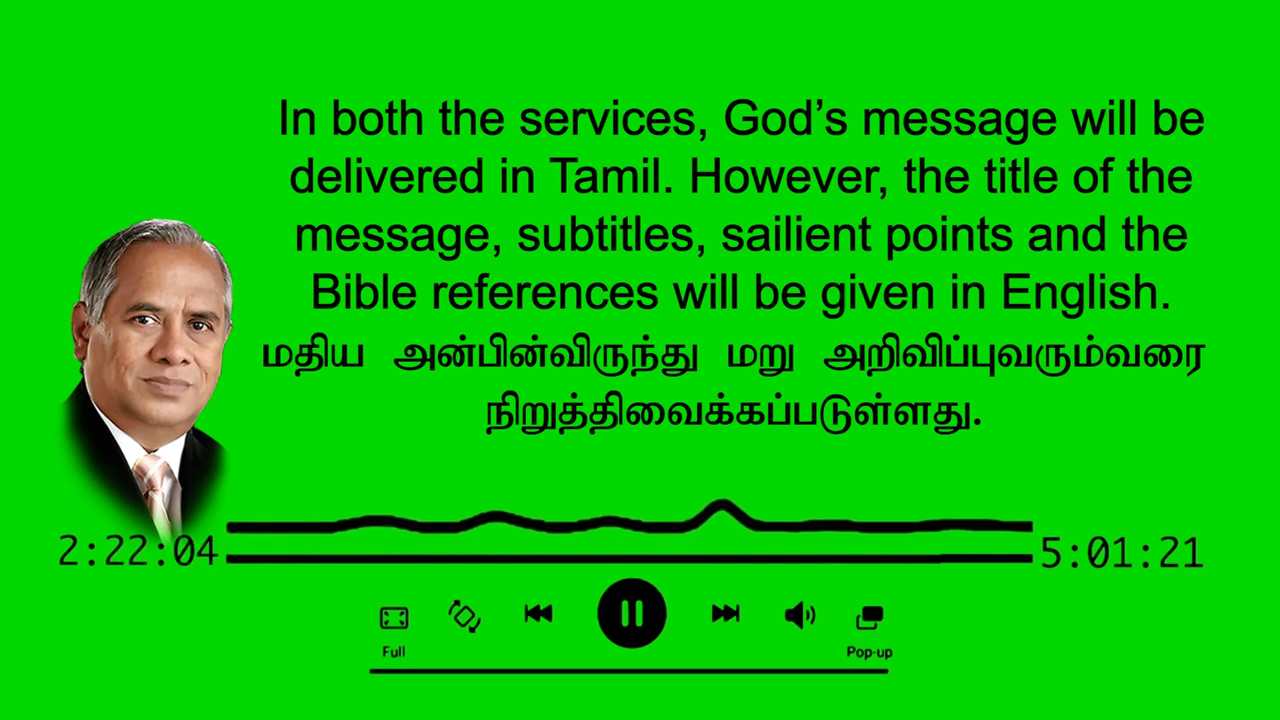 In both the services, God’s message will be
delivered in Tamil. However, the title of the
message, subtitles, sailient points and the
Bible references will be given in English.
மதிய அன்பின்விருந்து மறு அறிவிப்புவரும்வரை
நிறுத்திவைக்கப்படுள்ளது.
2:22:04
5:01:21
Full
Pop-up